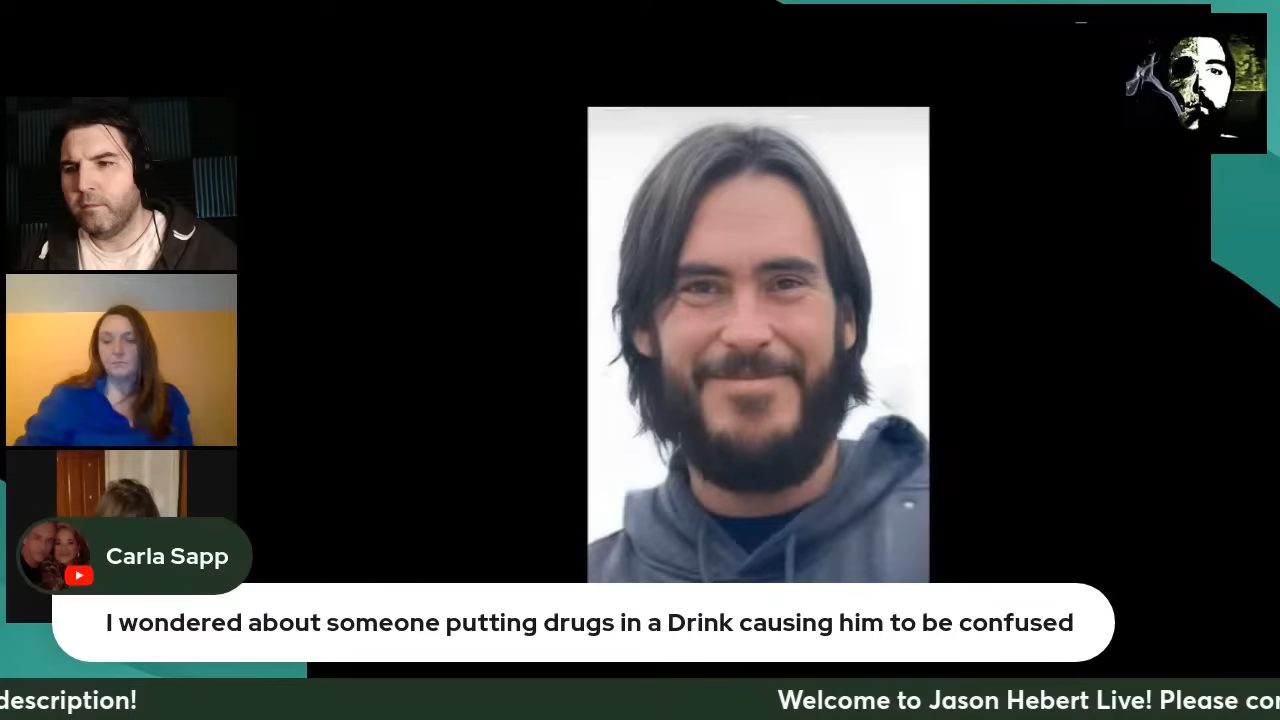 Carla Sapp
I wondered about someone putting drugs in a Drink causing him to be confused
description!
Welcome to Jason Hebert Live! Please con